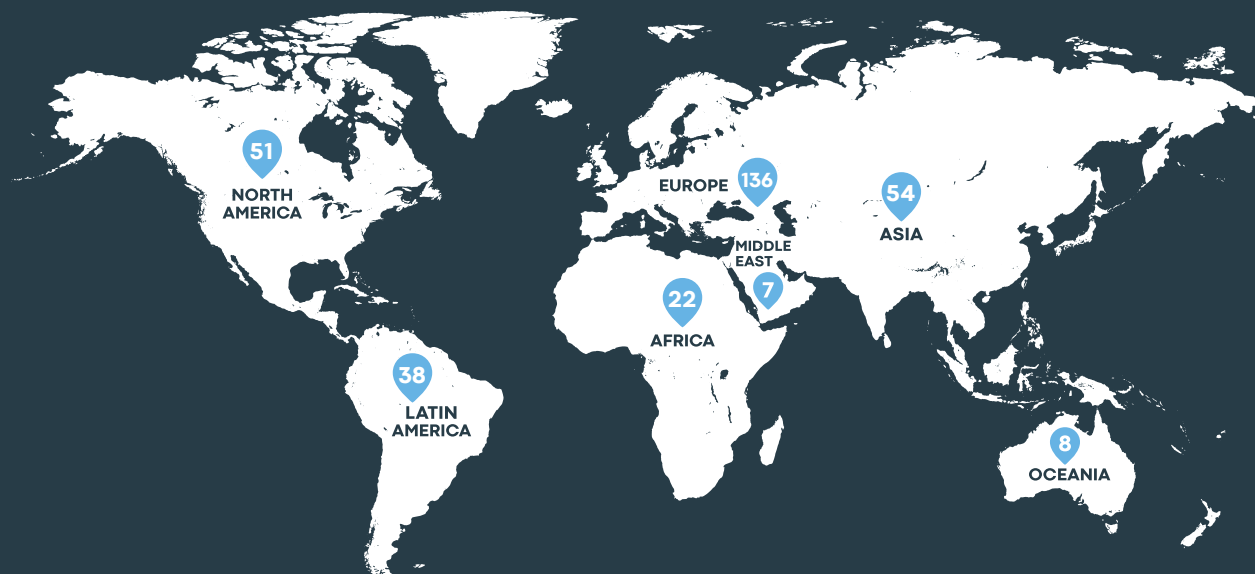 51
NORTH
AMERICA
EUROPE 136
54
ASIA
MIDDLE
EAST
7
22
AFRICA
38
LATIN
AMERICA
8
OCEANIA